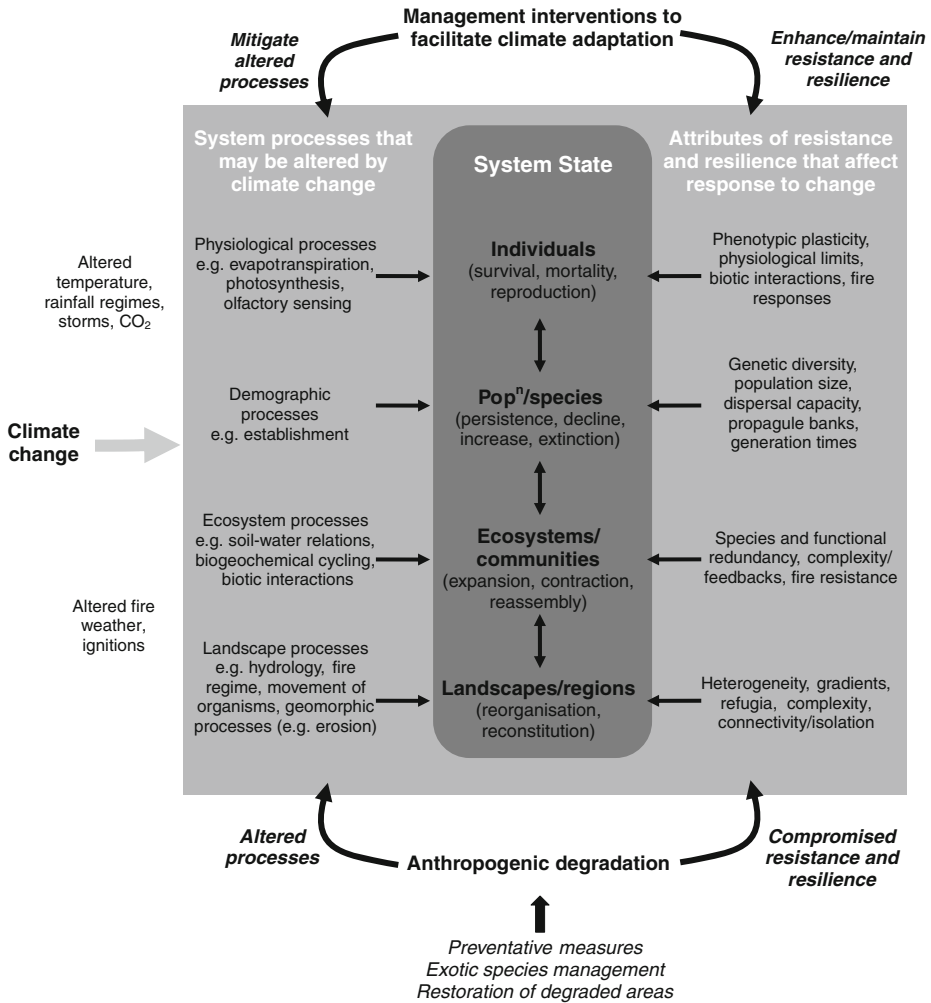 Management interventions to
facilitate climate adaptation
Mitigate
altered
processes
Enhance/maintain
resistance and
resilience
System processes that
may be altered by
climate change
System State
Attributes of resistance
and resilience that affect
response to change
Altered
temperature,
rainfall regimes,
storms, CO₂
Physiological processes
e.g. evapotranspiration,
photosynthesis,
olfactory sensing
Individuals
(survival, mortality,
reproduction)
Phenotypic plasticity,
physiological limits,
biotic interactions, fire
responses
Climate
change
Demographic
processes
e.g. establishment
Popⁿ/species
(persistence, decline,
increase, extinction)
Genetic diversity,
population size,
dispersal capacity,
propagule banks,
generation times
Ecosystem processes
e.g. soil-water relations,
biogeochemical cycling,
biotic interactions
Ecosystems/
communities
(expansion, contraction,
reassembly)
Species and functional
redundancy, complexity/
feedbacks, fire resistance
Altered fire
weather,
ignitions
Landscape processes
e.g. hydrology, fire
regime, movement of
organisms, geomorphic
processes (e.g. erosion)
Landscapes/regions
(reorganisation,
reconstitution)
Heterogeneity, gradients,
refugia, complexity,
connectivity/isolation
Altered
processes
Anthropogenic degradation
Compromised
resistance and
resilience
Preventative measures
Exotic species management
Restoration of degraded areas